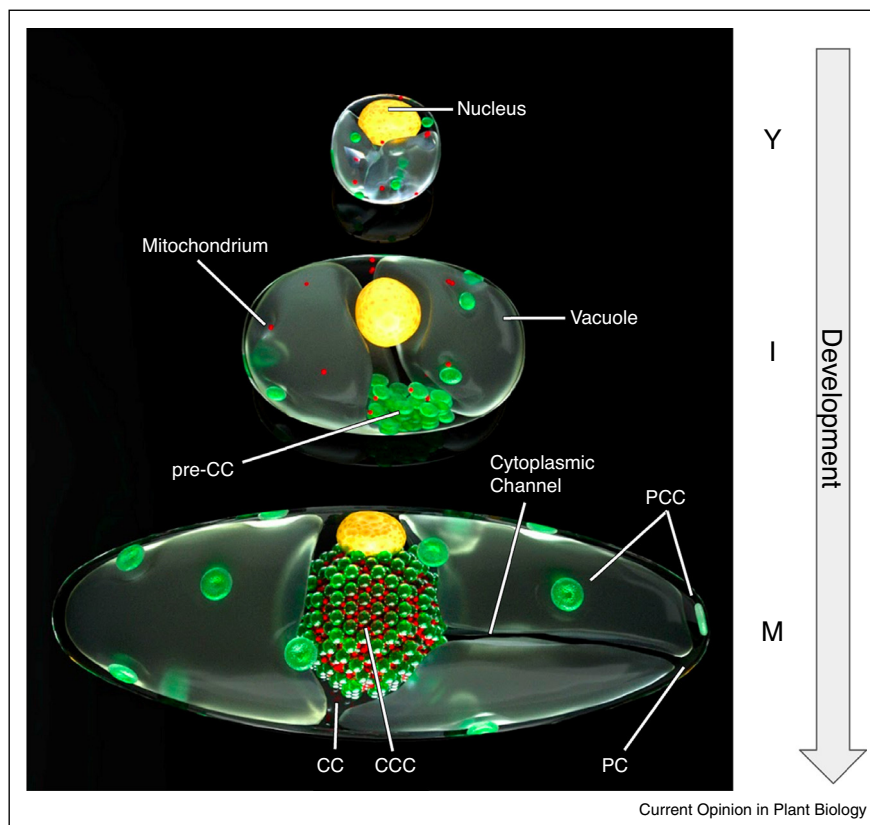 Nucleus
Y
Mitochondrium
Vacuole
I
Development
pre-CC
Cytoplasmic
Channel
PCC
M
CC
CCC
PC
Current Opinion in Plant Biology